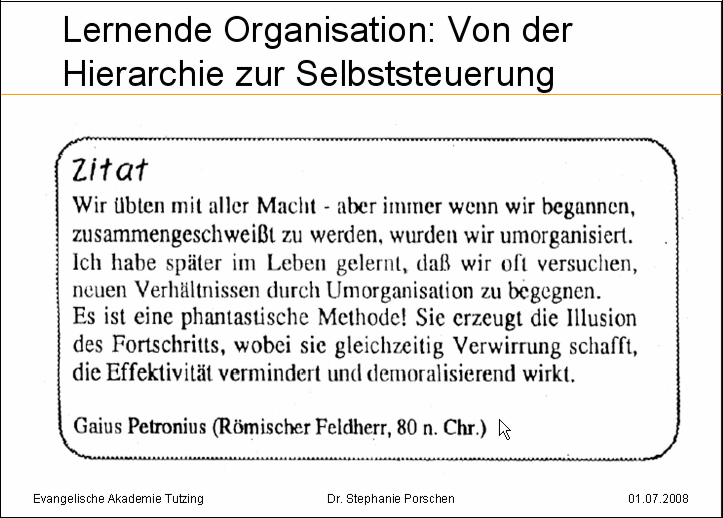 Lernende Organisation: Von der
Hierarchie zur Selbststeuerung
Zitat
Wir übten mit aller Macht - aber immer wenn wir begannen,
zusammengeschweißt zu werden, wurden wir umorganisiert.
Ich habe später im Leben gelernt, daß wir oft versuchen,
neuen Verhältnissen durch Umorganisation zu begegnen.
Es ist eine phantastische Methode! Sie erzeugt die Illusion
des Fortschritts, wobei sie gleichzeitig Verwirrung schafft,
die Effektivität vermindert und demoralisierend wirkt.
Gaius Petronius (Römischer Feldherr, 80 n. Chr.)
Evangelische Akademie Tutzing Dr. Stephanie Porschen 01.07.2008